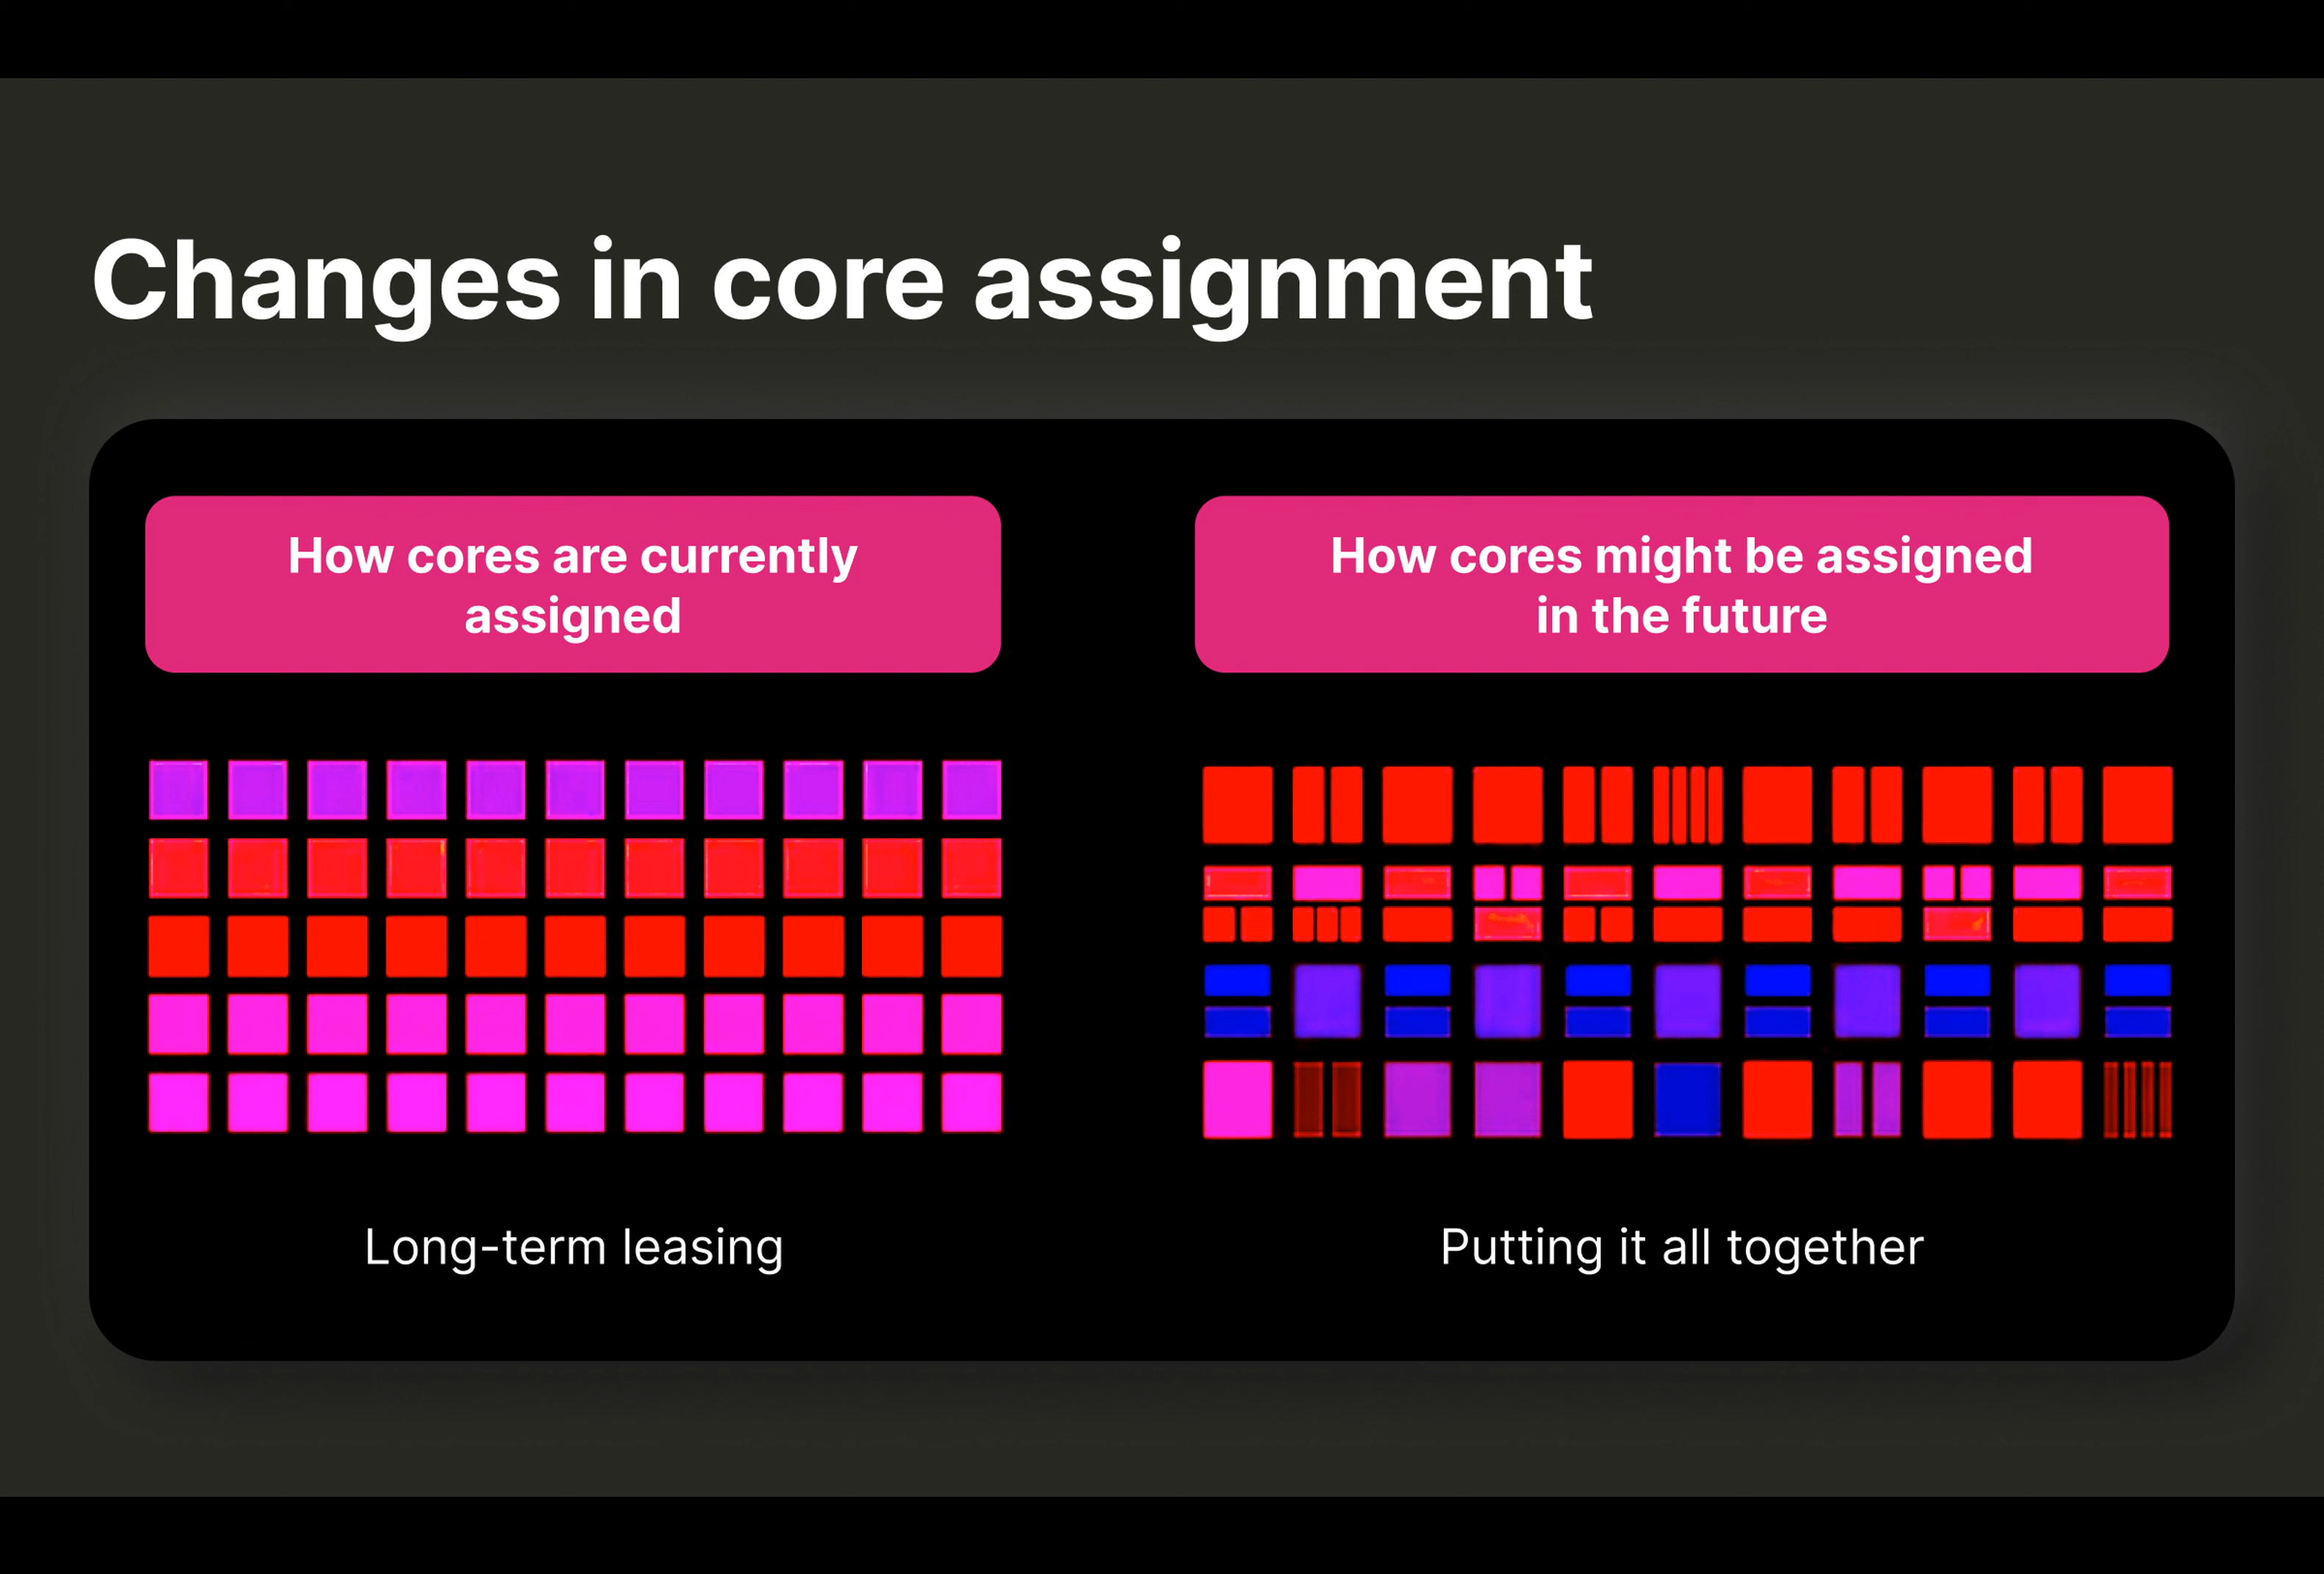 Changes in core assignment
How cores are currently
assigned
How cores might be assigned
in the future
Long-term leasing
Putting it all together